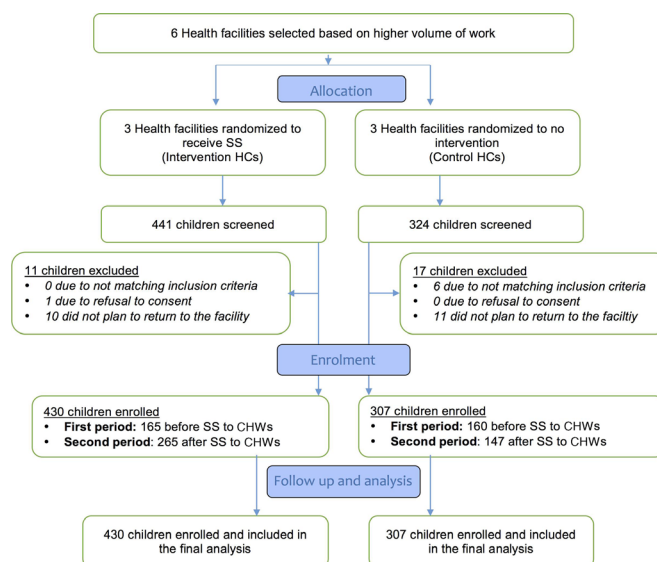 6 Health facilities selected based on higher volume of work
Allocation
3 Health facilities randomized to
receive SS
(Intervention HCs)
3 Health facilities randomized to no
intervention
(Control HCs)
441 children screened
324 children screened
11 children excluded
• 0 due to not matching inclusion criteria
• 1 due to refusal to consent
• 10 did not plan to return to the facility
17 children excluded
• 6 due to not matching inclusion criteria
• 0 due to refusal to consent
• 11 did not plan to return to the faciltiy
Enrolment
430 children enrolled
• First period: 165 before SS to CHWs
• Second period: 265 after SS to CHWs
307 children enrolled
• First period: 160 before SS to CHWs
• Second period: 147 after SS to CHWs
Follow up and analysis
430 children enrolled and included in
the final analysis
307 children enrolled and included
in the final analysis